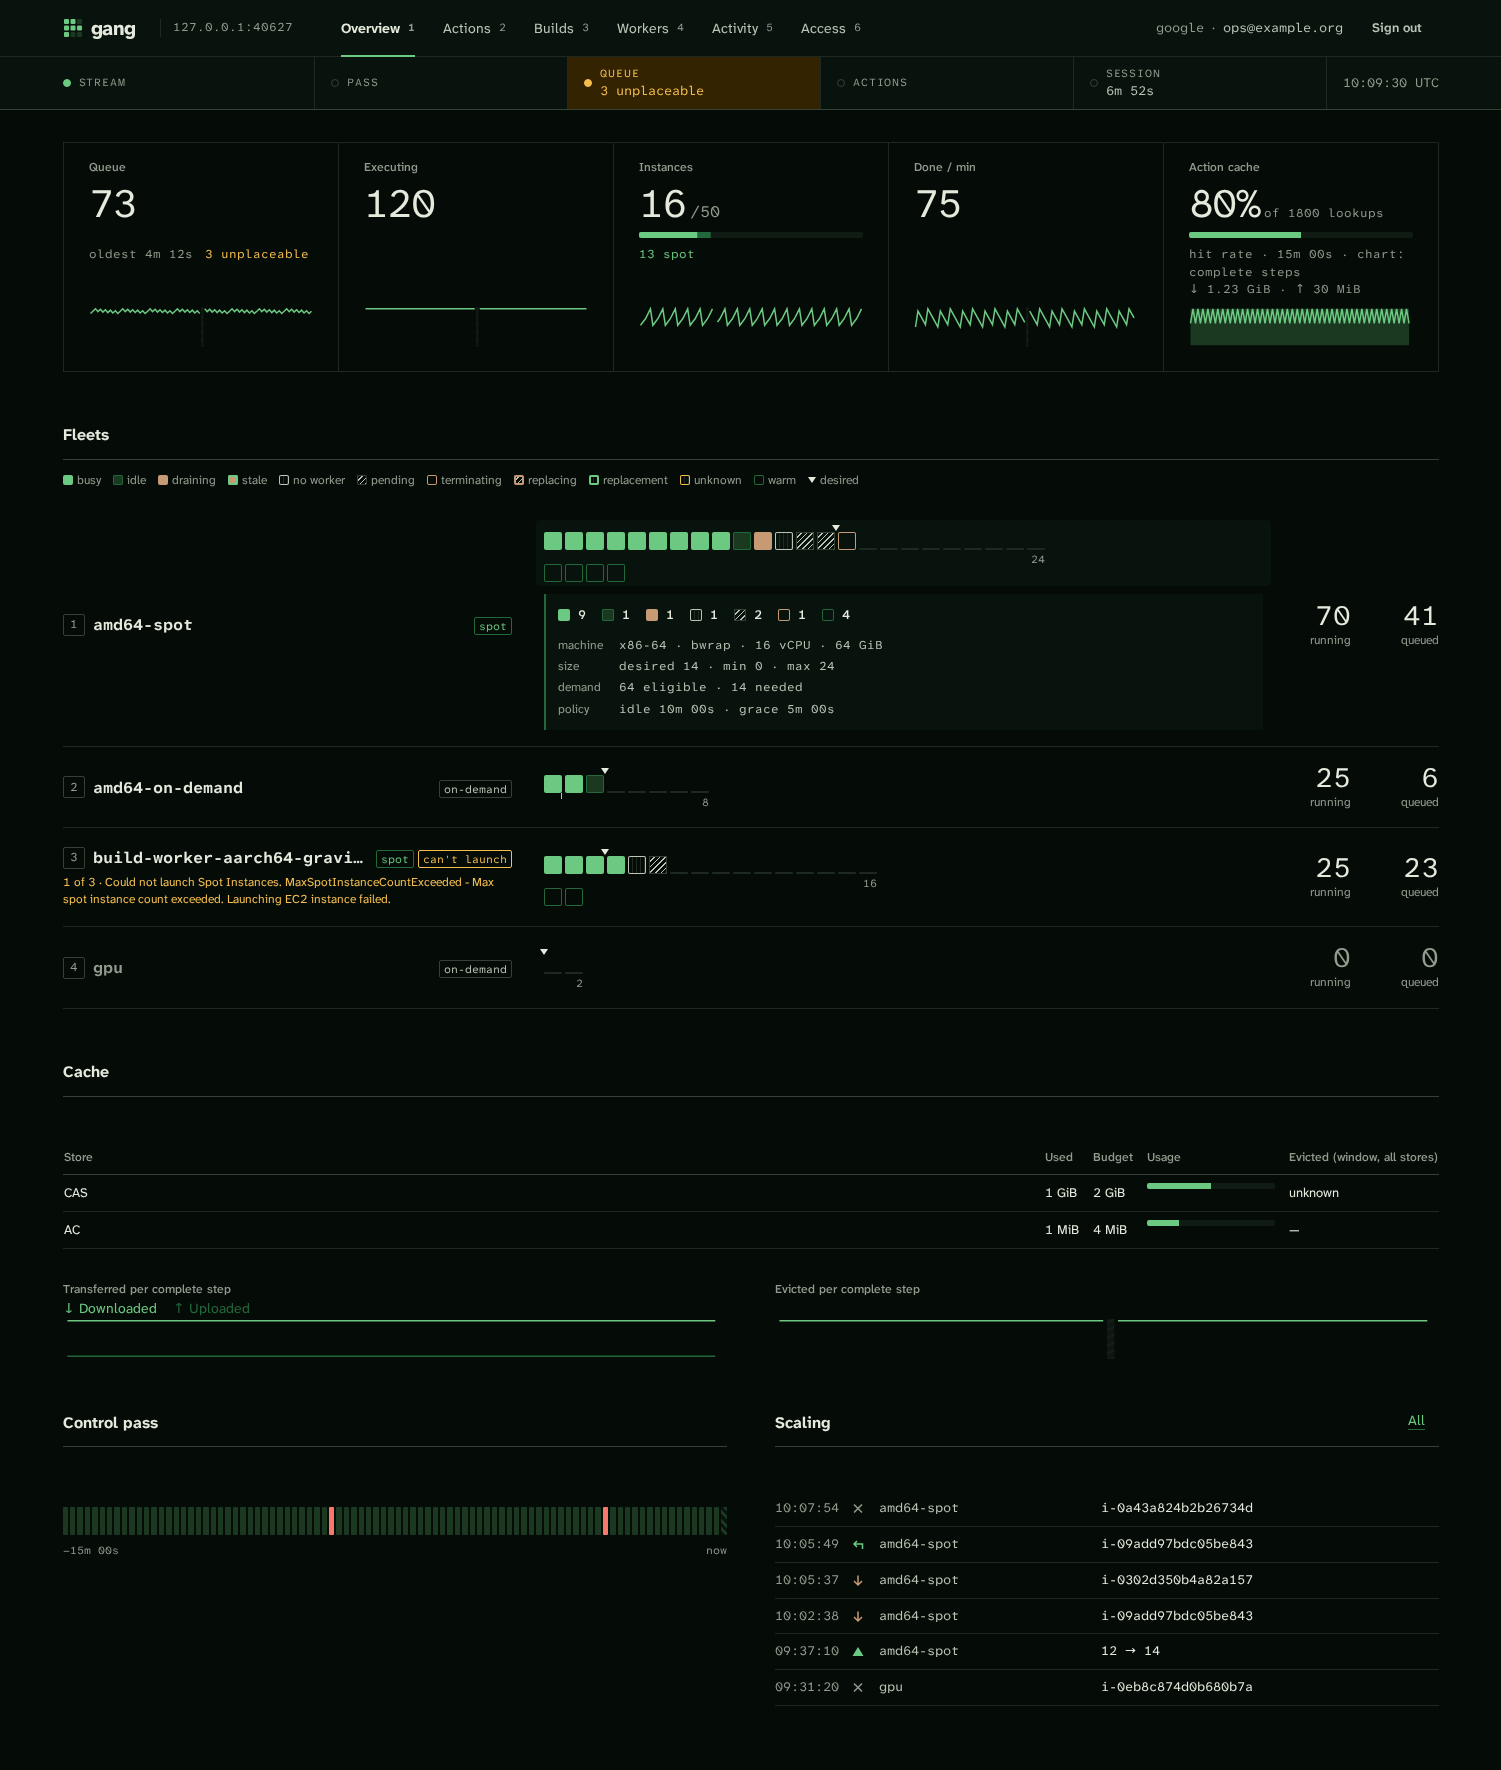 gang 127.0.0.1:40627 Overview 1 Actions 2 Builds 3 Workers 4 Activity 5 Access 6 google · ops@example.org Sign out
STREAM PASS QUEUE ACTIONS SESSION 10:09:30 UTC
3 unplaceable 6m 52s
Queue Executing Instances Done / min Action cache
73 120 16 /50 75 80% of 1800 lookups
oldest 4m 12s 3 unplaceable 13 spot hit rate · 15m 00s · chart:
complete steps
↓ 1.23 GiB · ↑ 30 MiB
Fleets
busy idle draining stale no worker pending terminating replacing replacement unknown warm desired
24
1 amd64-spot spot
9 1 1 1 2 1 4
machine x86-64 · bwrap · 16 vCPU · 64 GiB
size desired 14 · min 0 · max 24
demand 64 eligible · 14 needed
policy idle 10m 00s · grace 5m 00s
70 41
running queued
2 amd64-on-demand on-demand 25 6
8 running queued
3 build-worker-aarch64-gravi… spot can't launch 25 23
1 of 3 · Could not launch Spot Instances. MaxSpotInstanceCountExceeded - Max 16 running queued
spot instance count exceeded. Launching EC2 instance failed.
4 gpu on-demand 0 0
2 running queued
Cache
Store Used Budget Usage Evicted (window, all stores)
CAS 1 GiB 2 GiB unknown
AC 1 MiB 4 MiB —
Transferred per complete step Evicted per complete step
↓ Downloaded ↑ Uploaded
Control pass Scaling All
−15m 00s now
10:07:54 × amd64-spot i-0a43a824b2b26734d
10:05:49 ↰ amd64-spot i-09add97bdc05be843
10:05:37 ↓ amd64-spot i-0302d350b4a82a157
10:02:38 ↓ amd64-spot i-09add97bdc05be843
09:37:10 ▲ amd64-spot 12 → 14
09:31:20 × gpu i-0eb8c874d0b680b7a